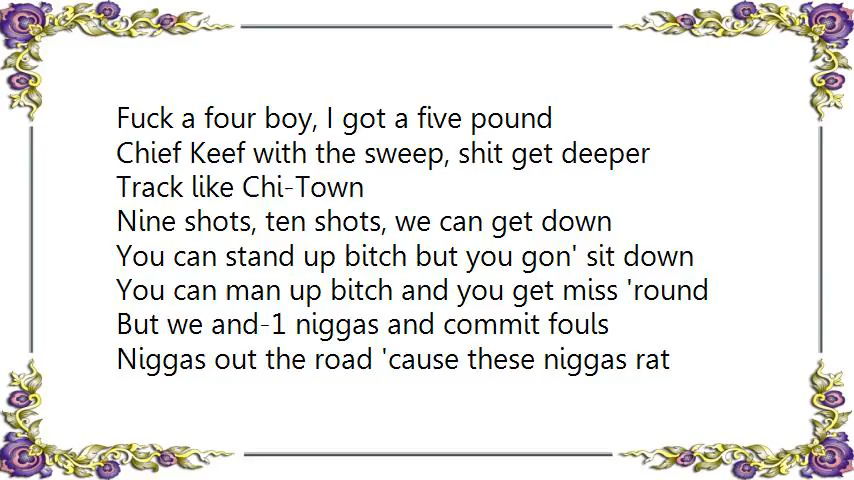 Fuck a four boy, I got a five pound
Chief Keef with the sweep, shit get deeper
Track like Chi-Town
Nine shots, ten shots, we can get down
You can stand up bitch but you gon' sit down
You can man up bitch and you get miss 'round
But we and-1 niggas and commit fouls
Niggas out the road 'cause these niggas rat